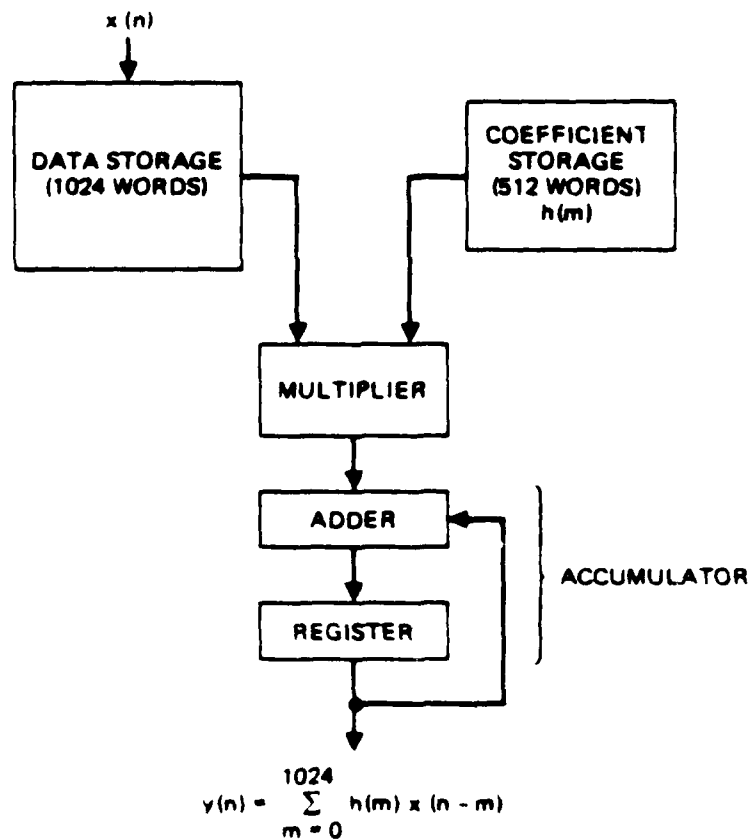 x (n)
DATA STORAGE
(1024 WORDS)
COEFFICIENT
STORAGE
(512 WORDS)
h(m)
MULTIPLIER
ADDER
REGISTER
ACCUMULATOR
1024
y(n) = Σ h(m) x (n - m)
m = 0